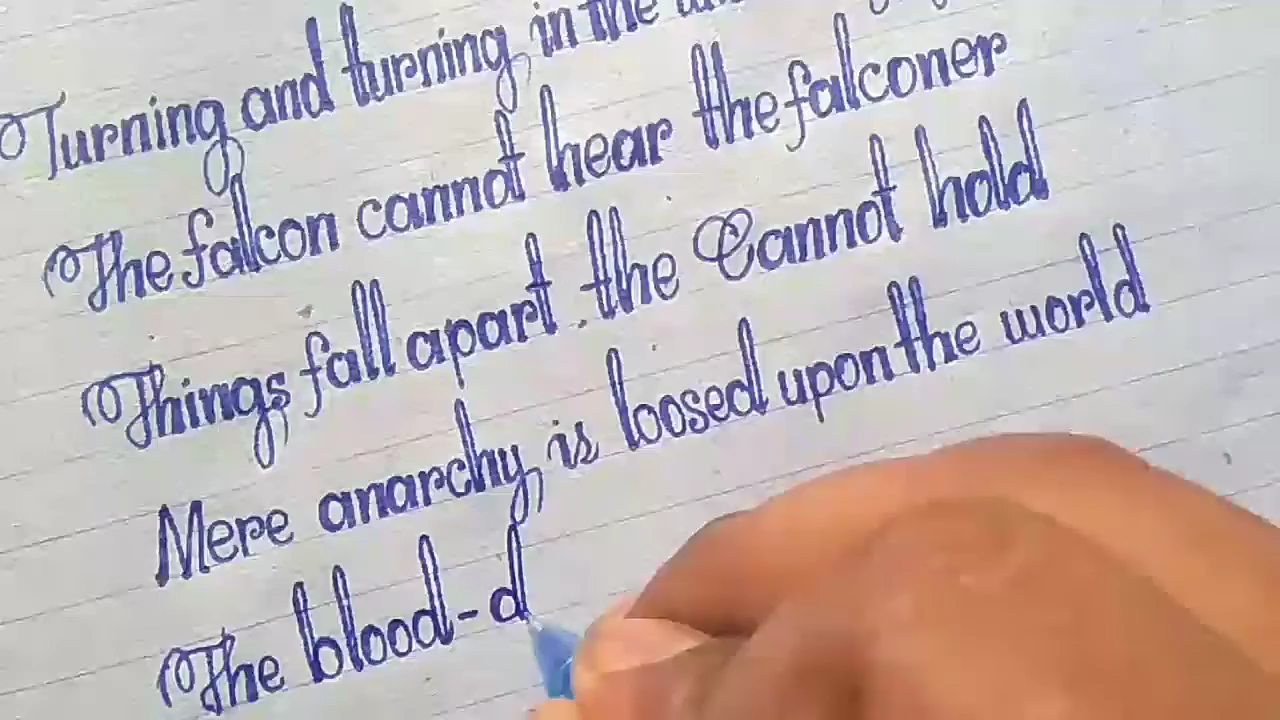 Turning and turning in the
The falcon cannot hear the falconer
Things fall apart. the Cannot hold
Mere anarchy is loosed upon the world
The blood-d